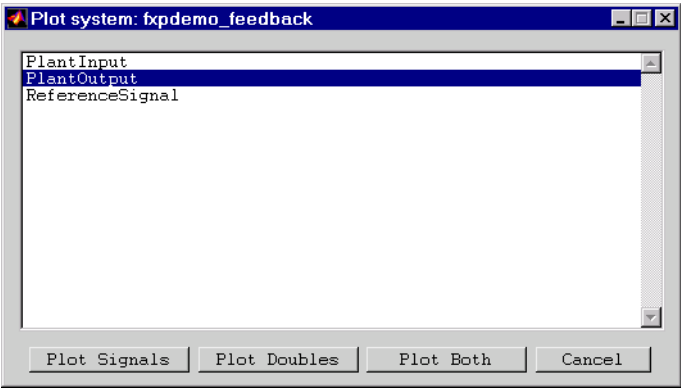 Plot system: fxpdemo_feedback
PlantInput
PlantOutput
ReferenceSignal
Plot Signals Plot Doubles Plot Both Cancel